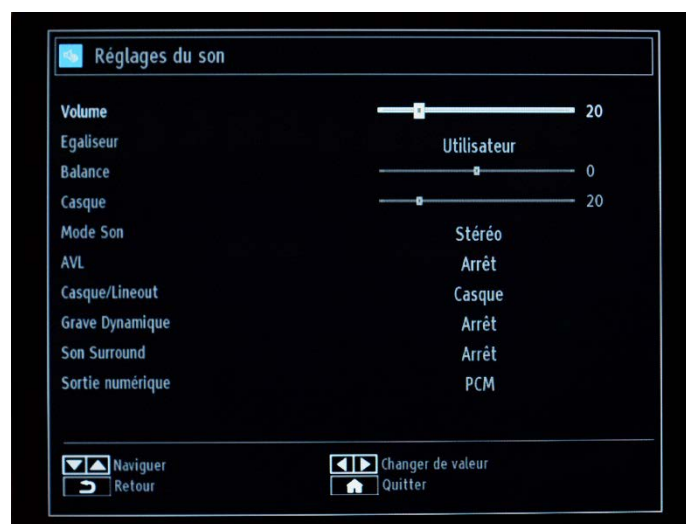 Réglages du son
Volume 20
Egaliseur Utilisateur
Balance 0
Casque 20
Mode Son Stéréo
AVL Arrêt
Casque/Lineout Casque
Grave Dynamique Arrêt
Son Surround Arrêt
Sortie numérique PCM
Naviguer Changer de valeur
Retour Quitter